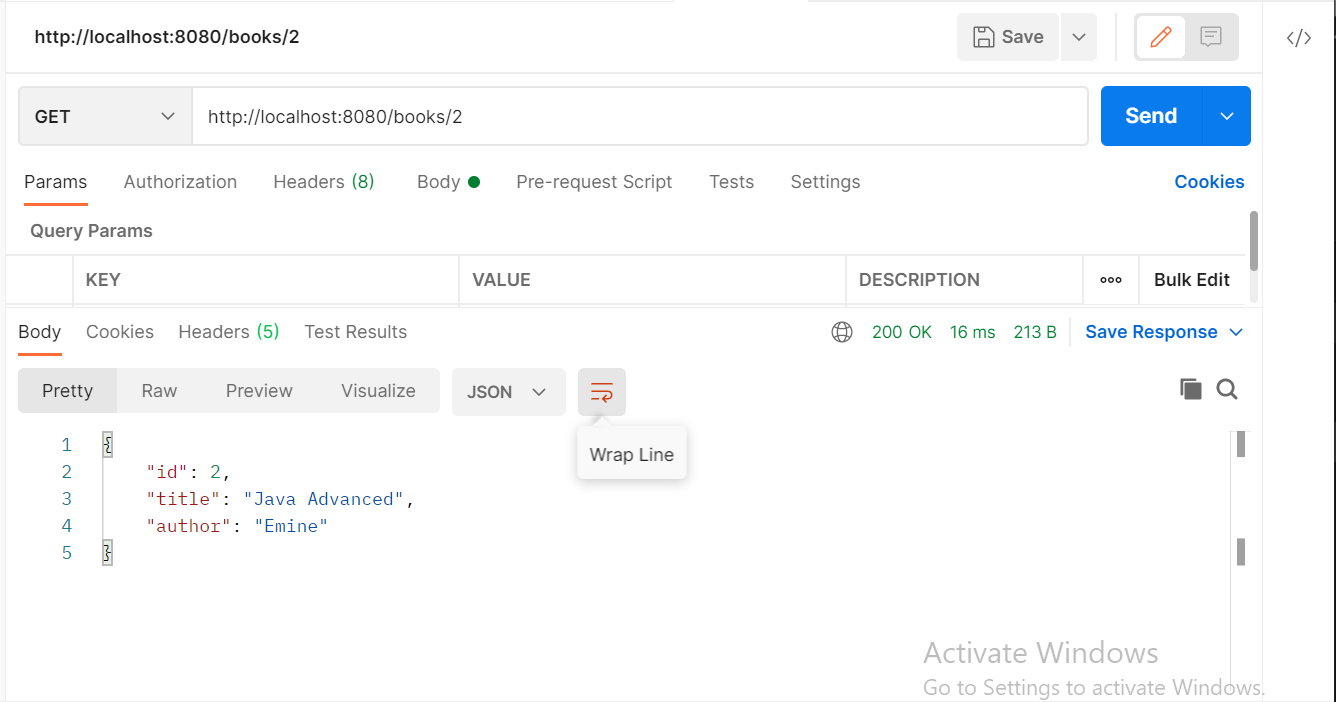 http://localhost:8080/books/2 Save </>
GET http://localhost:8080/books/2 Send
Params Authorization Headers (8) Body Pre-request Script Tests Settings Cookies
Query Params
KEY VALUE DESCRIPTION ooo Bulk Edit
Body Cookies Headers (5) Test Results 200 OK 16 ms 213 B Save Response
Pretty Raw Preview Visualize JSON
Wrap Line
1 {
2 "id": 2,
3 "title": "Java Advanced",
4 "author": "Emine"
5 }
Activate Windows
Go to Settings to activate Windows.